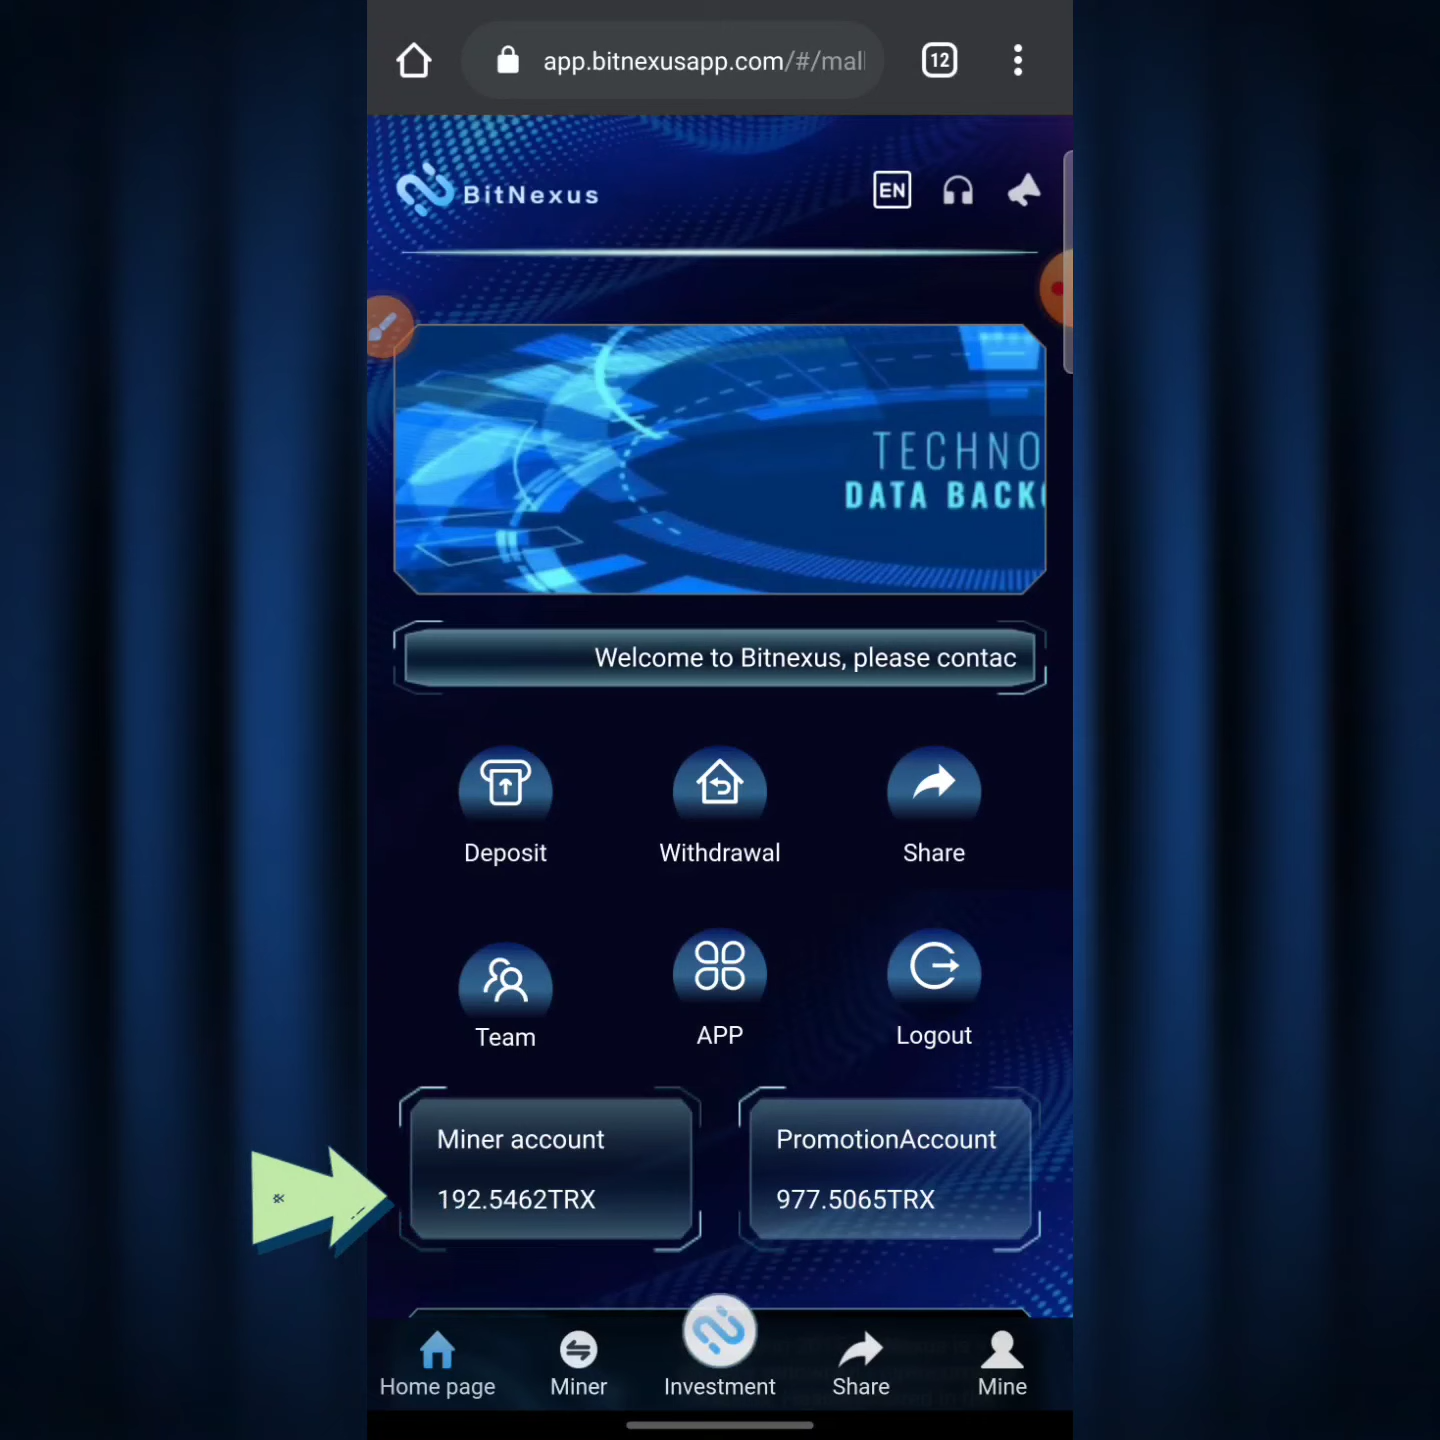 app.bitnexusapp.com/#/mal
12
BitNexus
EN
TECHNO
DATA BACK
Welcome to Bitnexus, please contac
Deposit
Withdrawal
Share
Team
APP
Logout
Miner account
192.5462TRX
PromotionAccount
977.5065TRX
Home page
Miner
Investment
Share
Mine